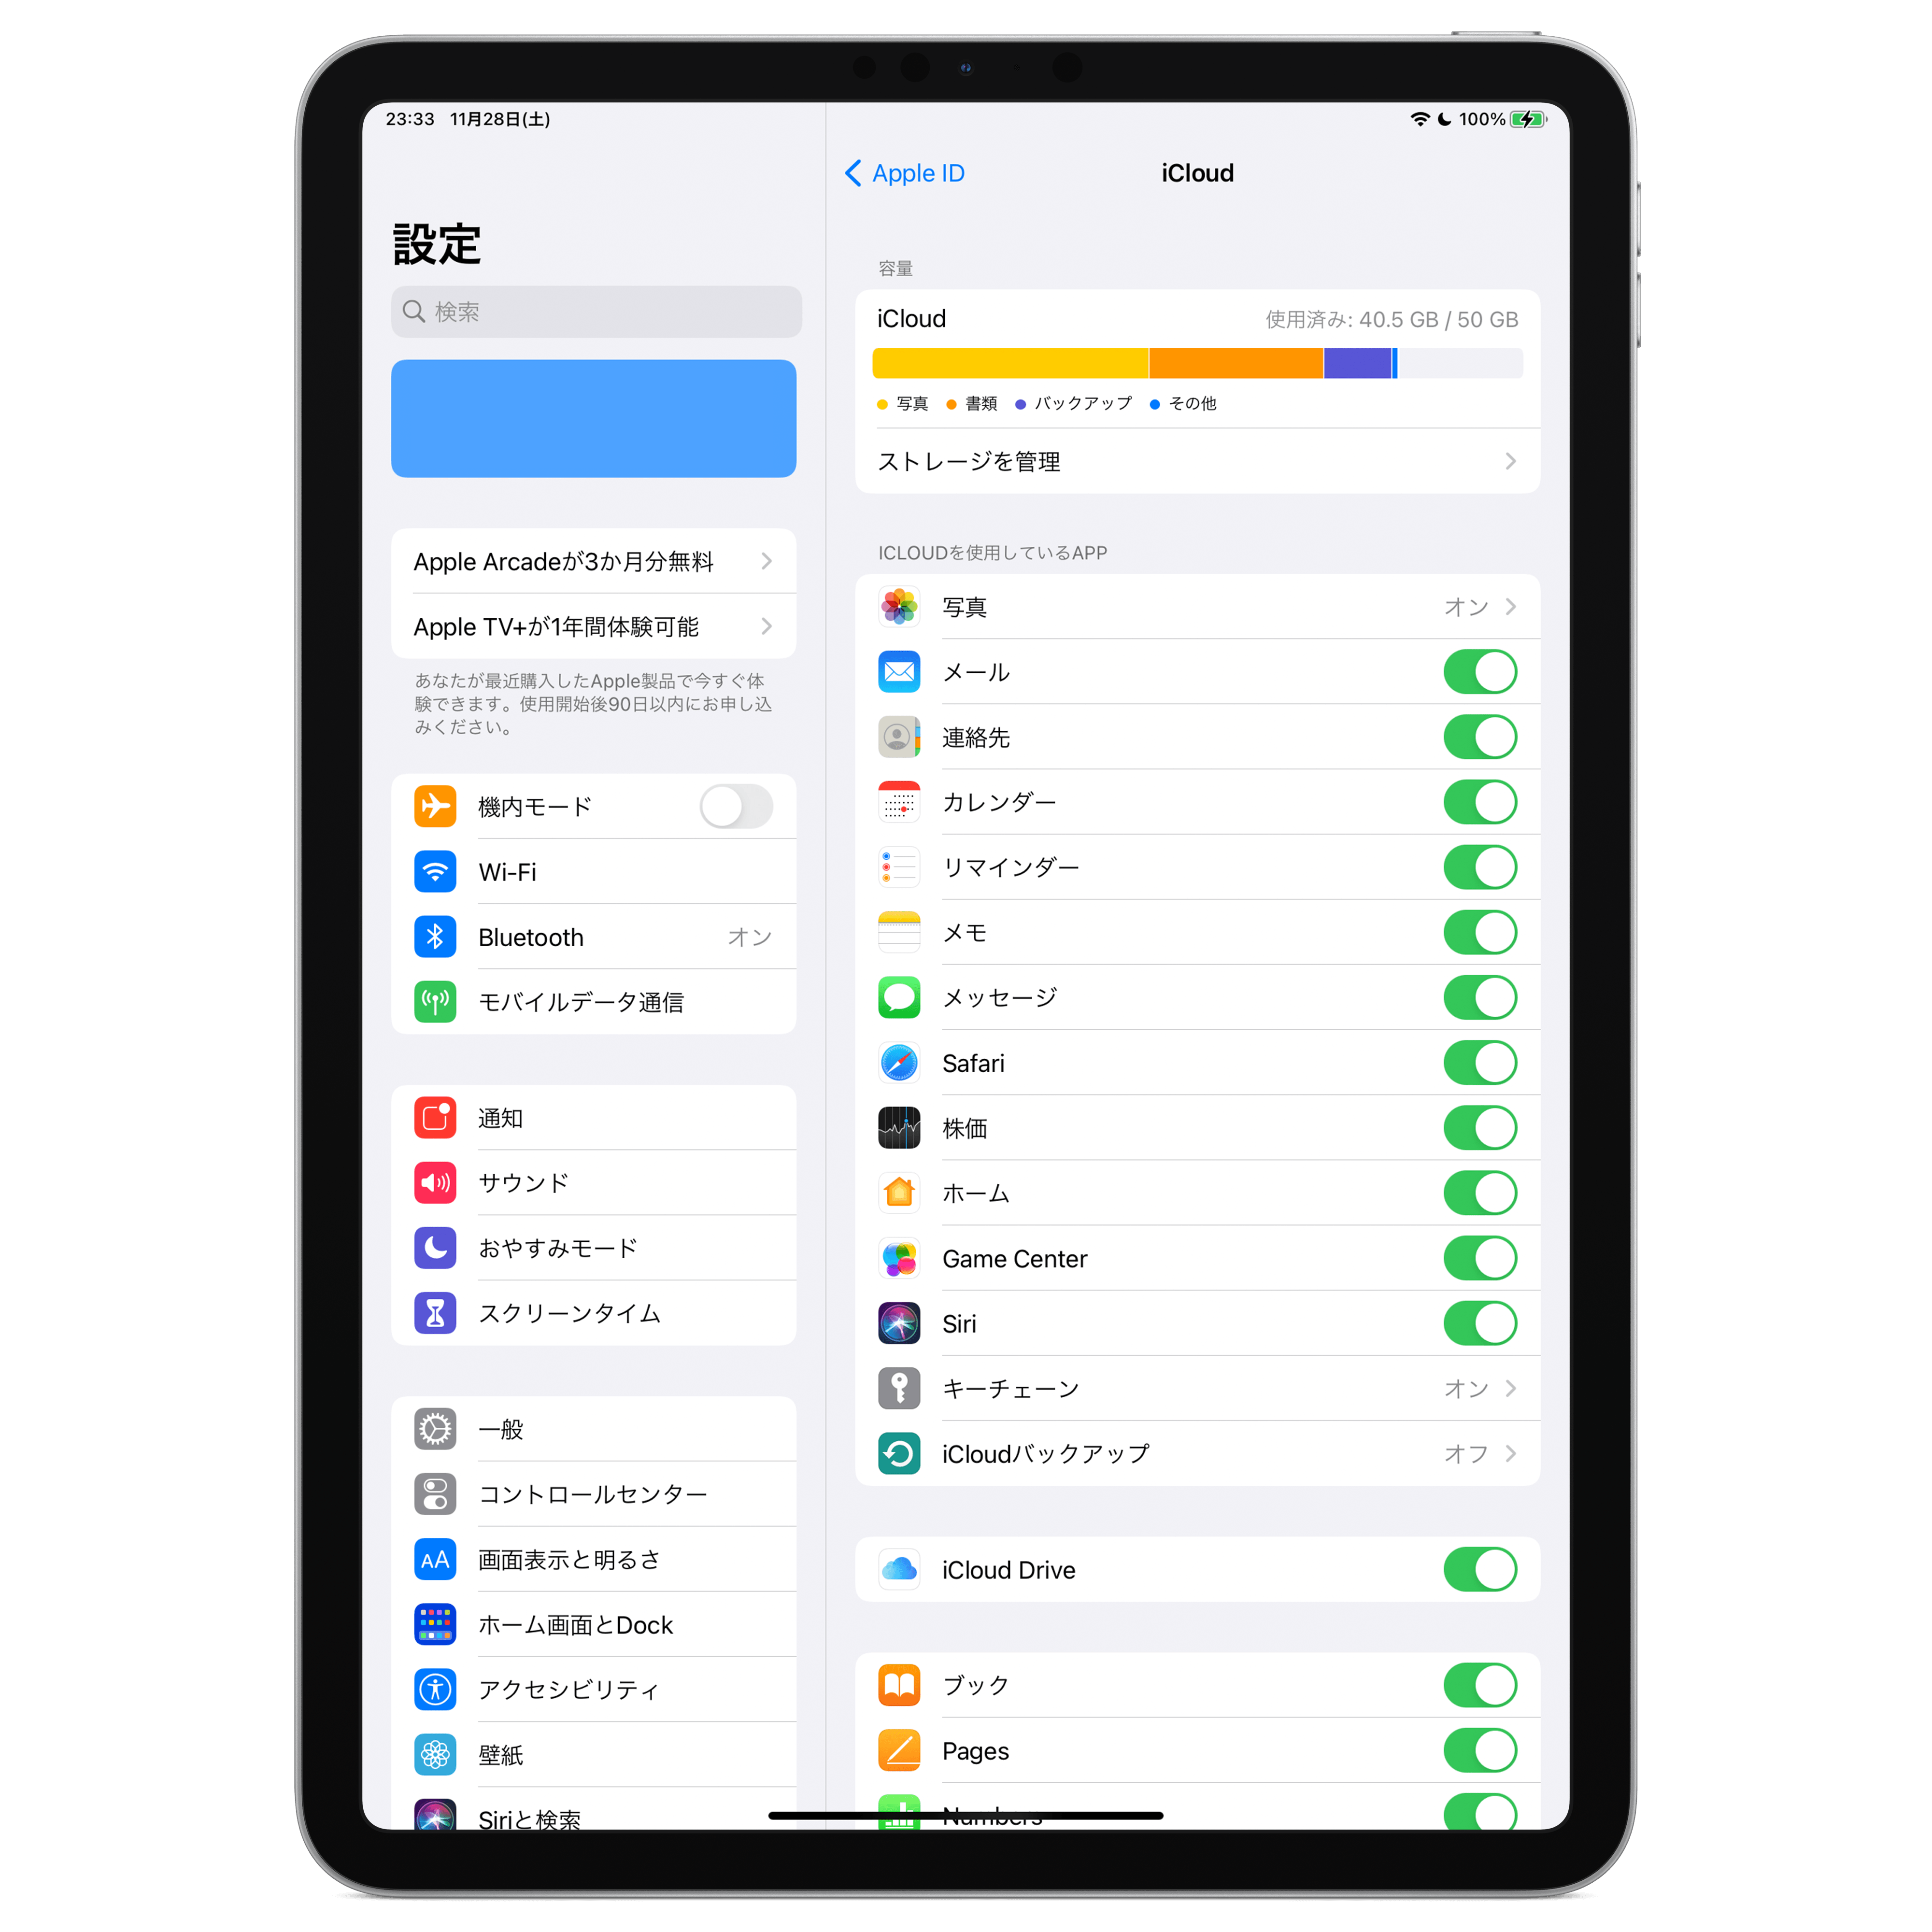 23:33 11月28日(土)
100%
設定
検索
Apple Arcadeが3か月分無料
Apple TV+が1年間体験可能
あなたが最近購入したApple製品で今すぐ体
験できます。使用開始後90日以内にお申し込
みください。
機内モード
Wi-Fi
Bluetooth オン
モバイルデータ通信
通知
サウンド
おやすみモード
スクリーンタイム
一般
コントロールセンター
AA 画面表示と明るさ
ホーム画面とDock
アクセシビリティ
壁紙
Siriと検索
Apple ID
iCloud
容量
iCloud 使用済み: 40.5 GB / 50 GB
写真 書類 バックアップ その他
ストレージを管理
ICLOUDを使用しているAPP
写真 オン
メール
連絡先
カレンダー
リマインダー
メモ
メッセージ
Safari
株価
ホーム
Game Center
Siri
キーチェーン オン
iCloudバックアップ オフ
iCloud Drive
ブック
Pages
Numbers